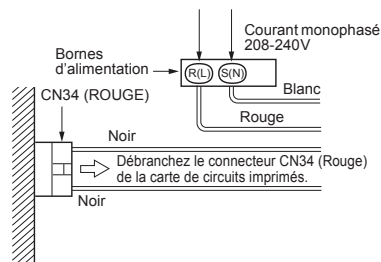 Courant monophasé
208-240V
Bornes
d'alimentation
R(L) S(N)
CN34 (ROUGE)
Blanc
Rouge
Noir
Débranchez le connecteur CN34 (Rouge)
de la carte de circuits imprimés.
Noir